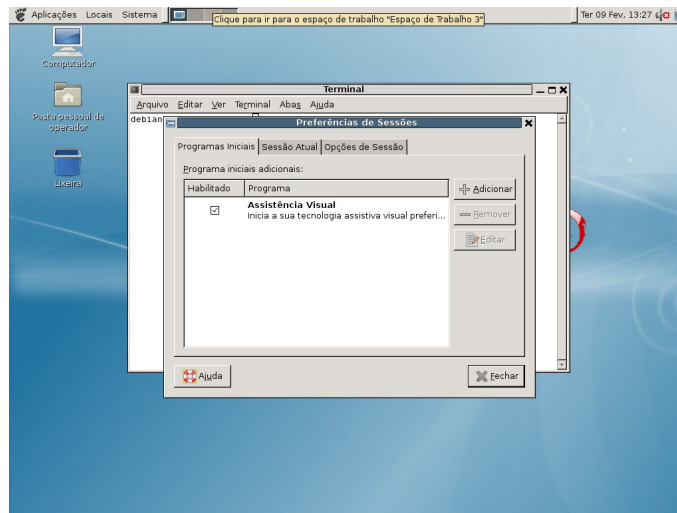 Aplicações Locais Sistema
Clique para ir para o espaço de trabalho "Espaço de Trabalho 3"
Ter 09 Fev, 13:27
Computador
Pasta pessoal de
operador
Lixeira
Terminal
Arquivo Editar Ver Terminal Abas Ajuda
debian
Preferências de Sessões
Programas Iniciais Sessão Atual Opções de Sessão
Programa iniciais adicionais:
Habilitado Programa
Assistência Visual
Inicia a sua tecnologia assistiva visual preferi...
Adicionar
Remover
Editar
Ajuda
Fechar